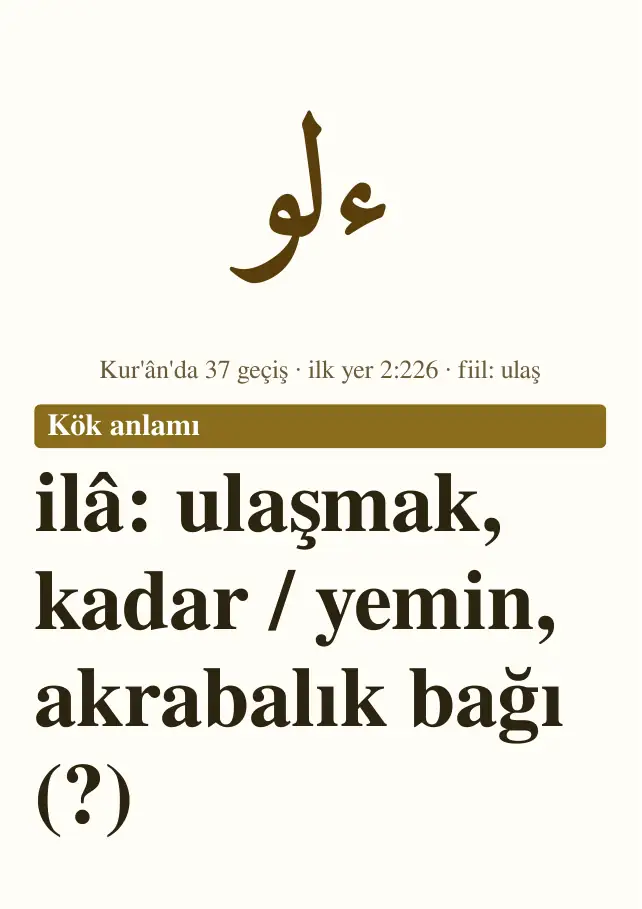 ءلو
Kur'ân'da 37 geçiş · ilk yer 2:226 · fiil: ulaş
Kök anlamı
ilâ: ulaşmak,
kadar / yemin,
akrabalık bağı
(?)